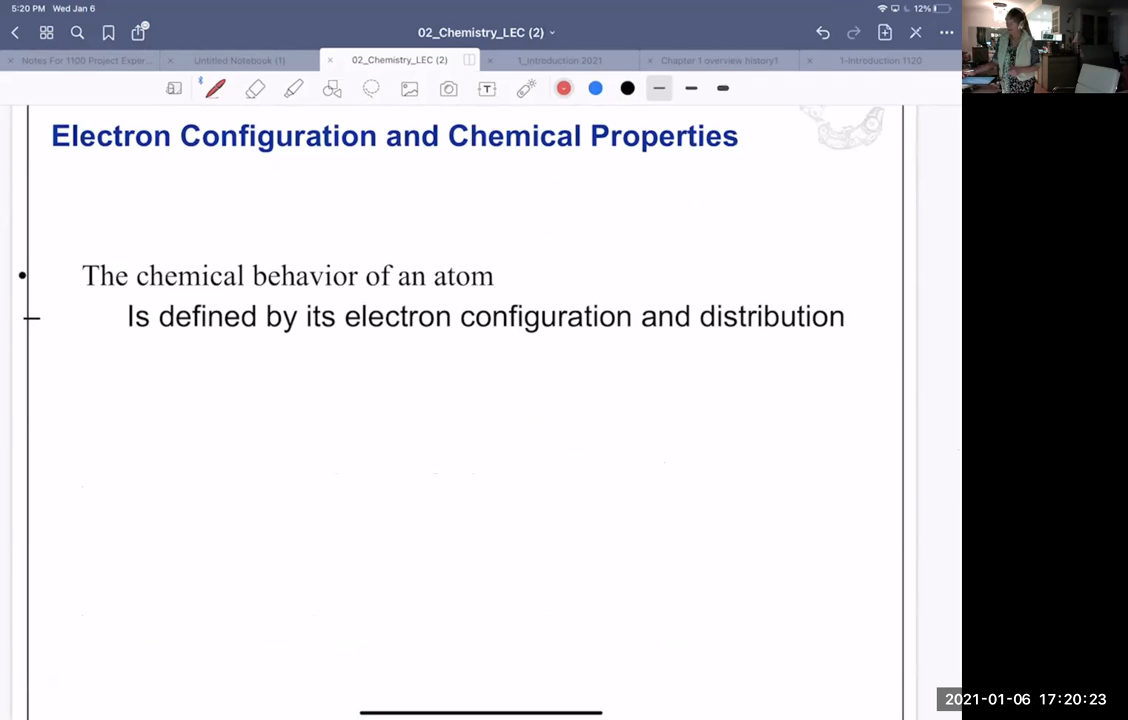 5:20 PM Wed Jan 6
12%
02_Chemistry_LEC (2)
Notes For 1100 Project Exper...
Untitled Notebook (1)
02_Chemistry_LEC (2)
1_Introduction 2021
Chapter 1 overview history1
1-Introduction 1120
T
Electron Configuration and Chemical Properties
• The chemical behavior of an atom
– Is defined by its electron configuration and distribution
2021-01-06 17:20:23